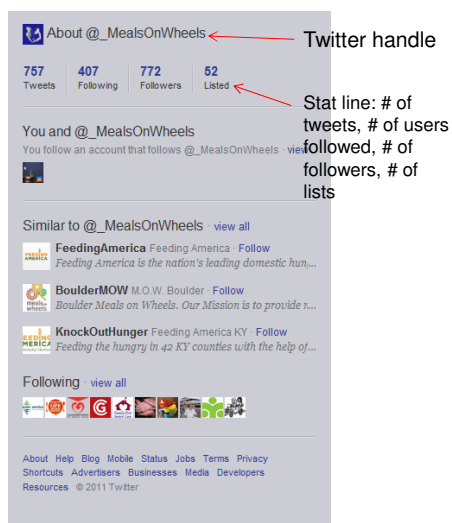 About @_MealsOnWheels
Twitter handle
757 407 772 52
Tweets Following Followers Listed
Stat line: # of
tweets, # of users
followed, # of
followers, # of
lists
You and @_MealsOnWheels
You follow an account that follows @_MealsOnWheels · view
Similar to @_MealsOnWheels · view all
FEEDING
AMERICA
FeedingAmerica Feeding America · Follow
Feeding America is the nation's leading domestic hun...
meals on
wheels
BoulderMOW M.O.W. Boulder · Follow
Boulder Meals on Wheels. Our Mission is to provide r...
KnockOutHunger Feeding America KY · Follow
Feeding the hungry in 42 KY counties with the help of...
Following · view all
About Help Blog Mobile Status Jobs Terms Privacy
Shortcuts Advertisers Businesses Media Developers
Resources © 2011 Twitter